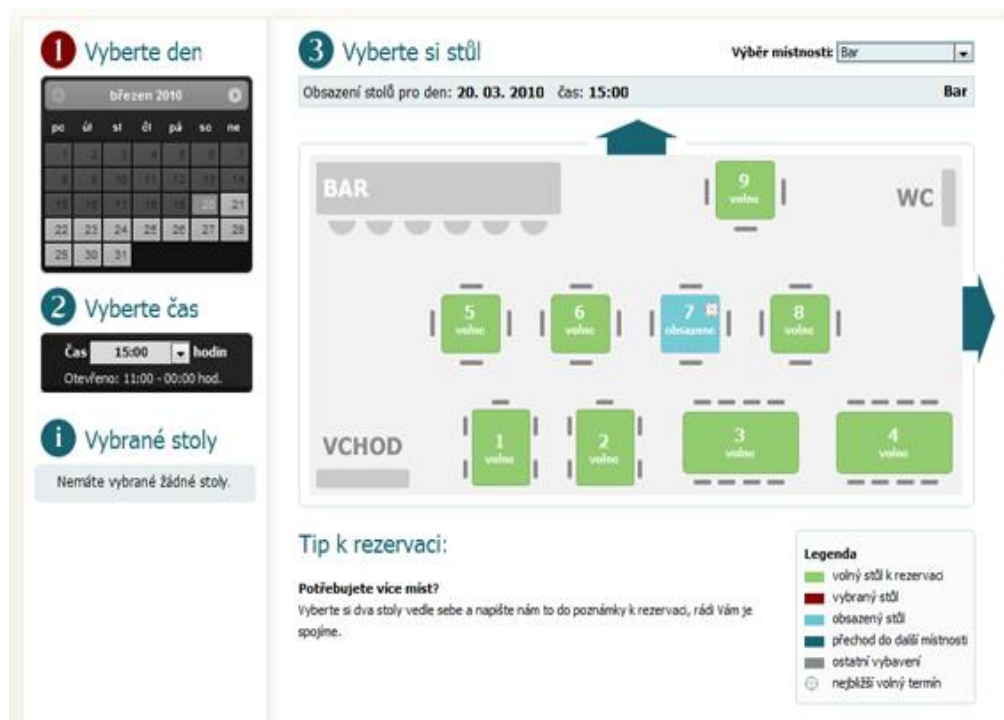 1 Vyberte den
březen 2010
po út st čt pá so ne
1 2 3 4 5 6 7
8 9 10 11 12 13 14
15 16 17 18 19 20 21
22 23 24 25 26 27 28
29 30 31
2 Vyberte čas
Čas 15:00 hodin
Otevřeno: 11:00 - 00:00 hod.
i Vybrané stoly
Nemáte vybrané žádné stoly.
3 Vyberte si stůl
Výběr místnosti: Bar
Obsazení stolů pro den: 20. 03. 2010 čas: 15:00 Bar
BAR
9
volno
WC
5
volno
6
volno
7
obsazeno
8
volno
VCHOD
1
volno
2
volno
3
volno
4
volno
Tip k rezervaci:
Potřebujete více míst?
Vyberte si dva stoly vedle sebe a napište nám to do poznámky k rezervaci, rádi Vám je
spojíme.
Legenda
volný stůl k rezervaci
vybraný stůl
obsazený stůl
přechod do další místnosti
ostatní vybavení
nejbližší volný termín